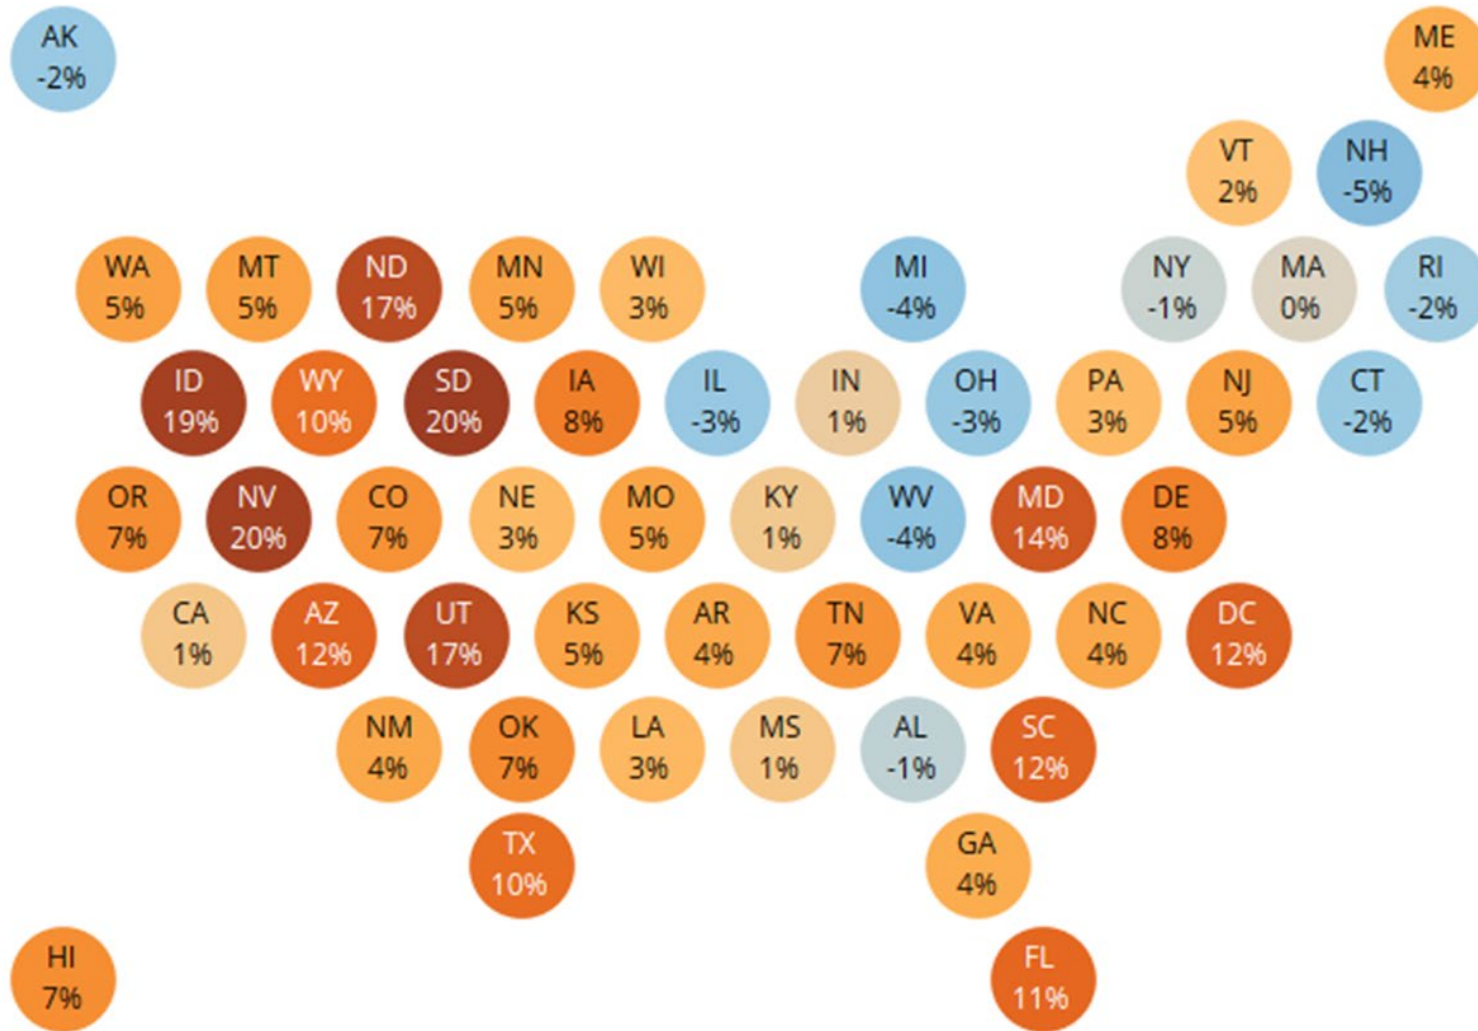 AK
-2%
ME
4%
VT
2%
NH
-5%
WA
5%
MT
5%
ND
17%
MN
5%
WI
3%
MI
-4%
NY
-1%
MA
0%
RI
-2%
ID
19%
WY
10%
SD
20%
IA
8%
IL
-3%
IN
1%
OH
-3%
PA
3%
NJ
5%
CT
-2%
OR
7%
NV
20%
CO
7%
NE
3%
MO
5%
KY
1%
WV
-4%
MD
14%
DE
8%
CA
1%
AZ
12%
UT
17%
KS
5%
AR
4%
TN
7%
VA
4%
NC
4%
DC
12%
NM
4%
OK
7%
LA
3%
MS
1%
AL
-1%
SC
12%
TX
10%
GA
4%
HI
7%
FL
11%